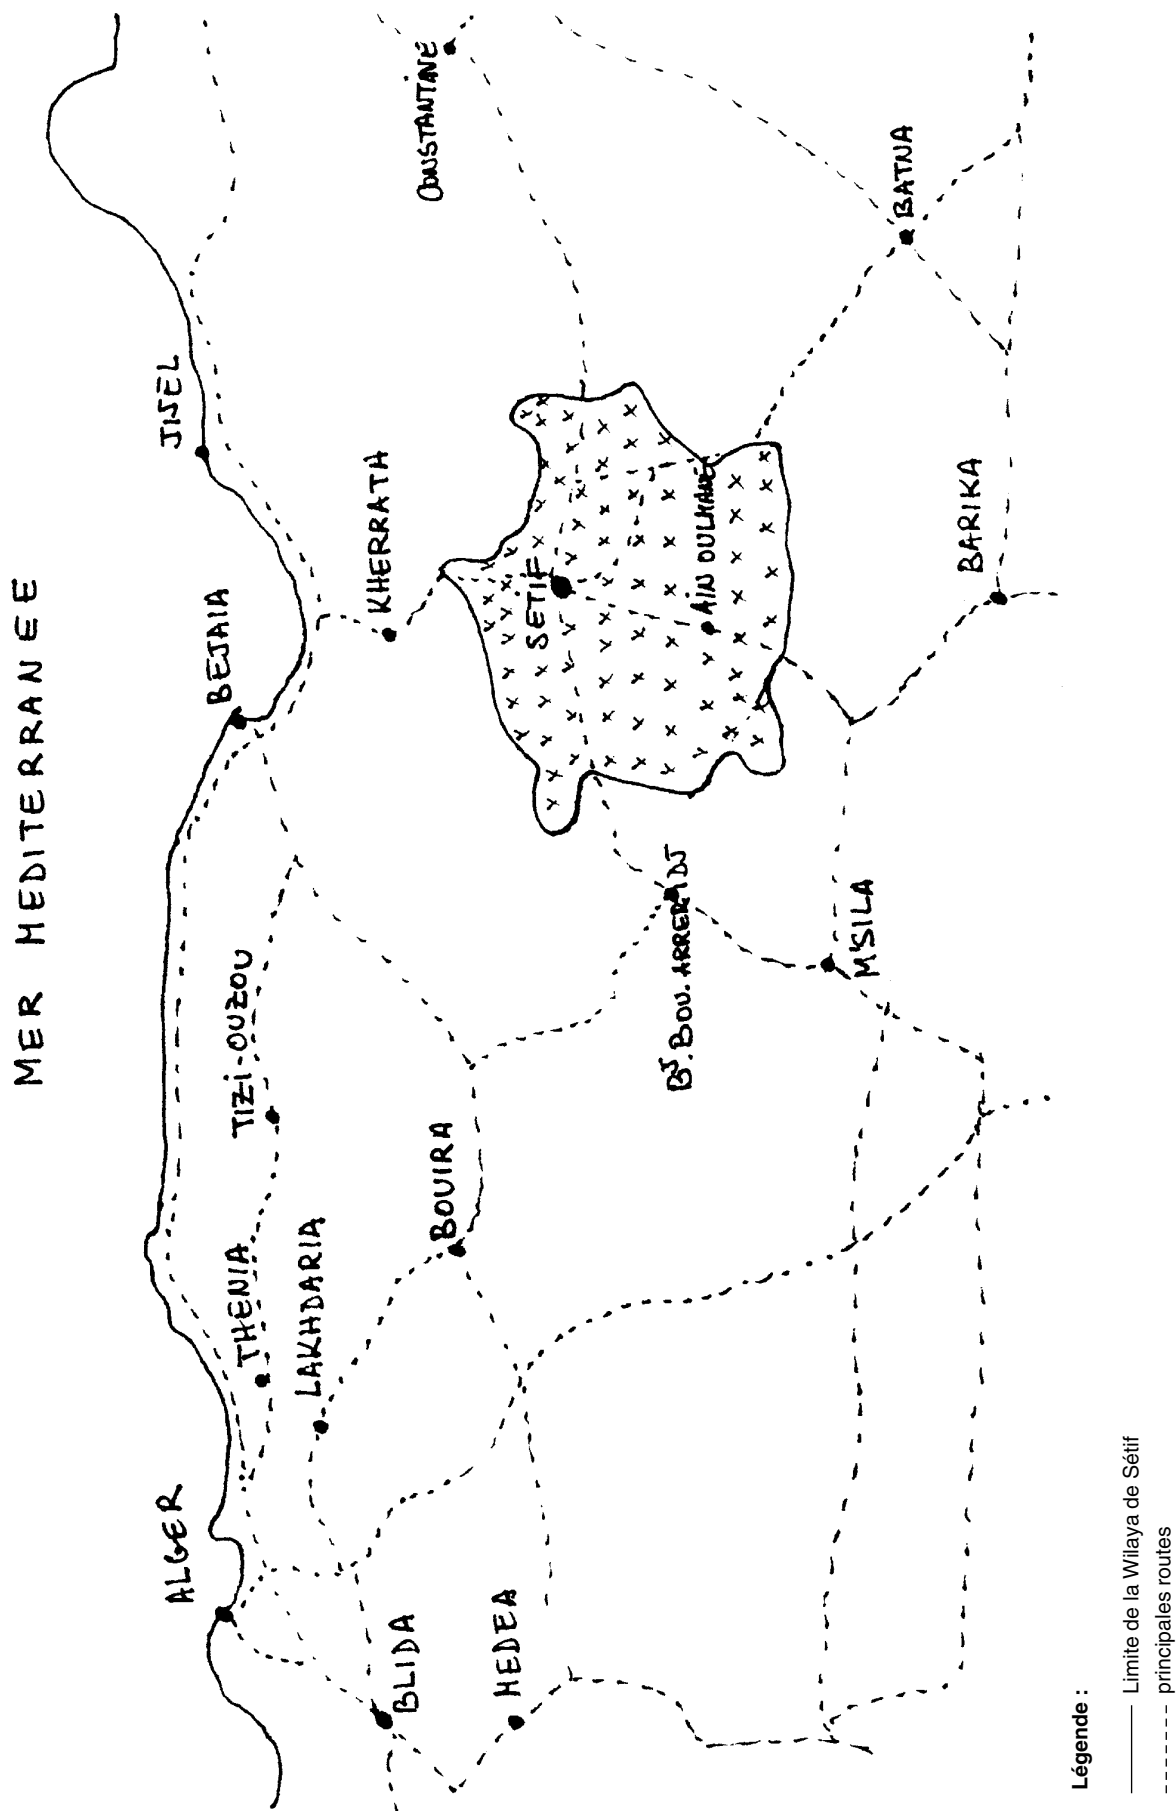 MER MEDITERRANEE
ALGER
THENIA
TIZI-OUZOU
BEJAIA
JIJEL
LAKHDARIA
KHERRATA
CONSTANTINE
BLIDA
BOUIRA
MEDEA
SETIF
Bj. BOU. ARRERIDJ
AIN OULMANE
BATNA
M'SILA
BARIKA
Légende :
Limite de la Wilaya de Sétif
principales routes